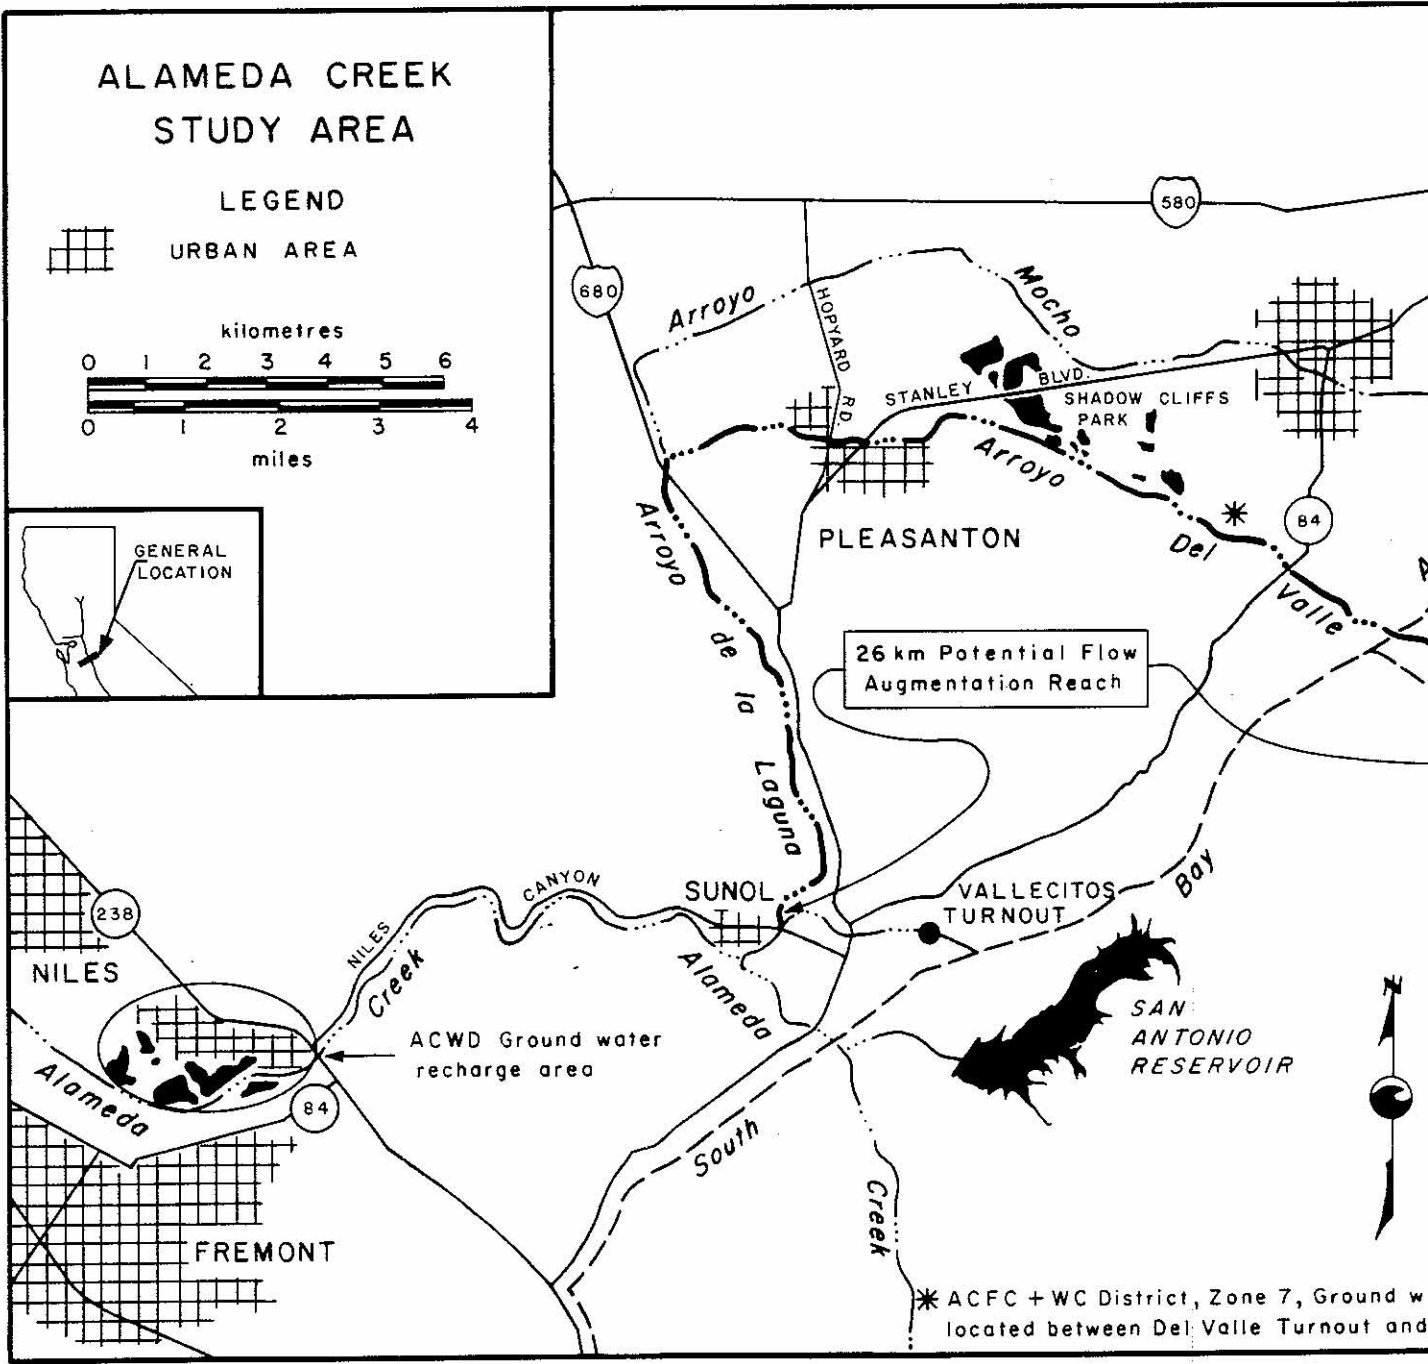 ALAMEDA CREEK
STUDY AREA
LEGEND
URBAN AREA
kilometres
0 1 2 3 4 5 6
0 1 2 3 4
miles
GENERAL
LOCATION
580
680
Arroyo
Mocho
HOPYARD
RD.
STANLEY
BLVD.
SHADOW CLIFFS
PARK
Arroyo
Del
Valle
84
PLEASANTON
Arroyo
de
la
Laguna
26 km Potential Flow
Augmentation Reach
SUNOL
VALLECITOS
TURNOUT
Bay
CANYON
NILES
Creek
238
NILES
Alameda
SAN
ANTONIO
RESERVOIR
N
ACWD Ground water
recharge area
84
Alameda
South
Creek
FREMONT
ACFC + WC District, Zone 7, Ground w
located between Del Valle Turnout and